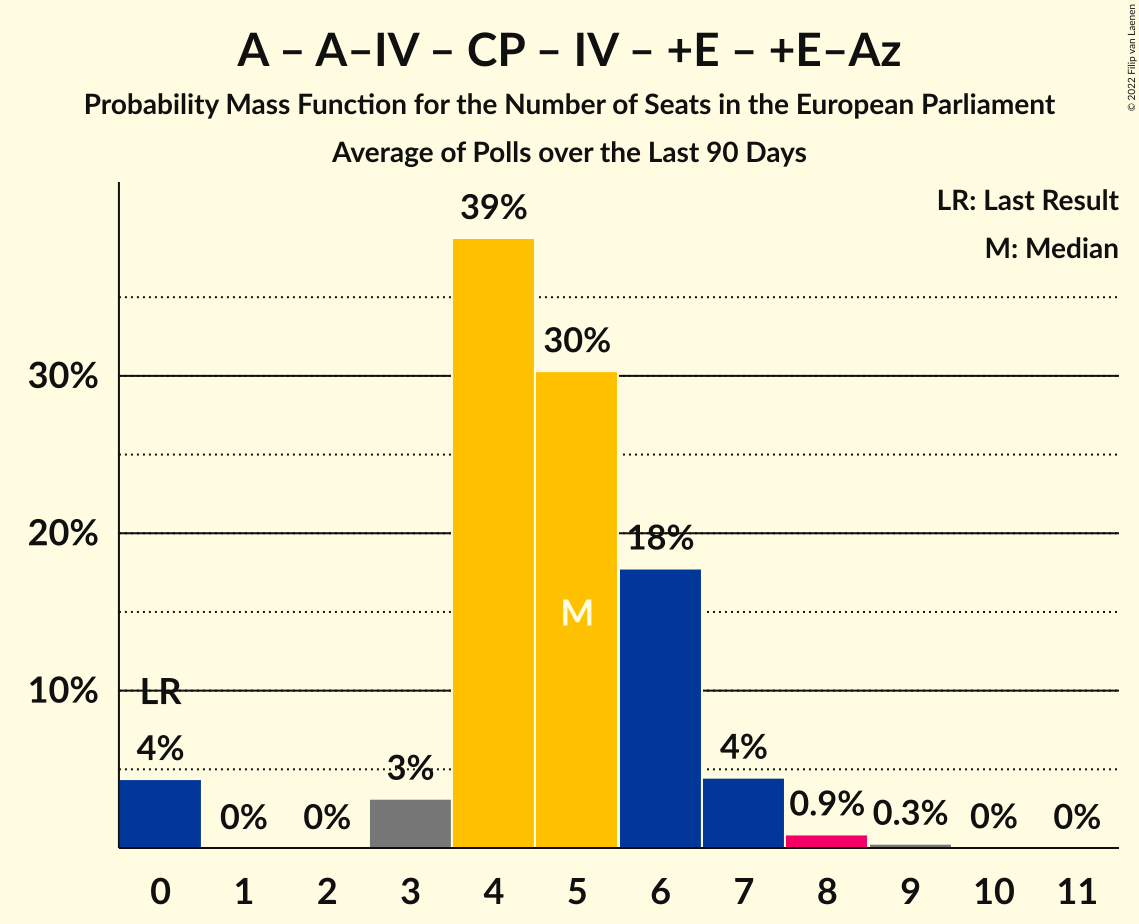 A – A–IV – CP – IV – +E – +E–Az
Probability Mass Function for the Number of Seats in the European Parliament
Average of Polls over the Last 90 Days
© 2022 Filip van Laenen
LR: Last Result
M: Median
39%
30%
30%
20%
18%
M
10%
LR
4%
0%
0%
3%
4%
0.9%
0.3%
0%
0%
0 1 2 3 4 5 6 7 8 9 10 11